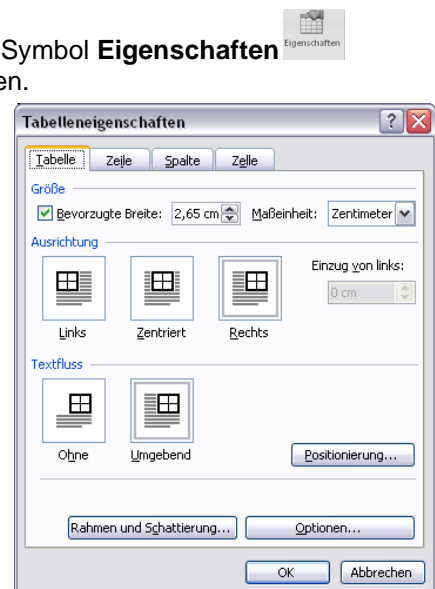 Symbol Eigenschaften
Eigenschaften
en.
Tabelleneigenschaften
Tabelle Zeile Spalte Zelle
Größe
Bevorzugte Breite: 2,65 cm Maßeinheit: Zentimeter
Ausrichtung
Einzug von links:
0 cm
Links Zentriert Rechts
Textfluss
Ohne Umgebend Positionierung...
Rahmen und Schattierung... Optionen...
OK Abbrechen